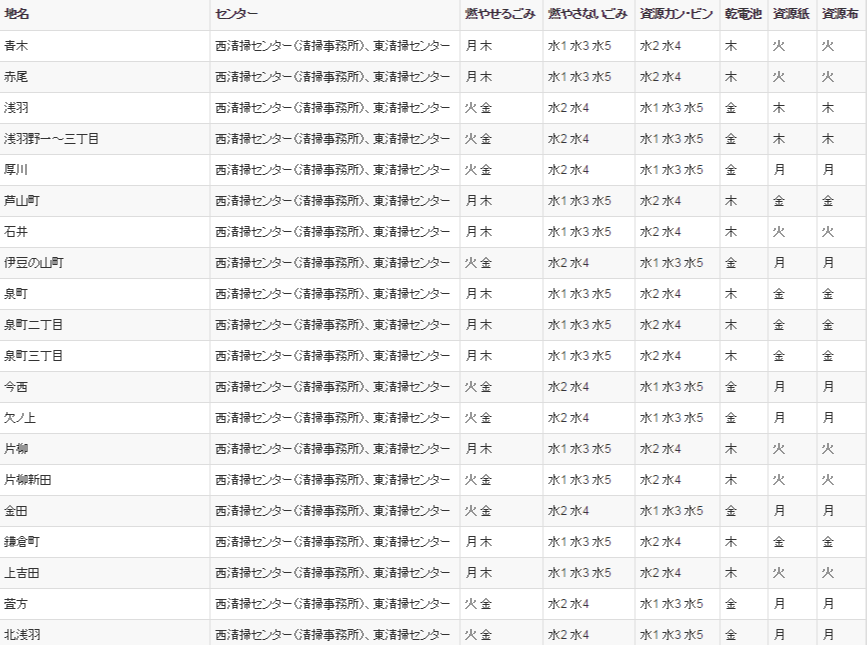 地名 センター 燃やせるごみ 燃やさないごみ 資源カン・ビン 乾電池 資源紙 資源布
青木 西清掃センター(清掃事務所)、東清掃センター 月 木 水1 水3 水5 水2 水4 木 火 火
赤尾 西清掃センター(清掃事務所)、東清掃センター 月 木 水1 水3 水5 水2 水4 木 火 火
浅羽 西清掃センター(清掃事務所)、東清掃センター 火 金 水2 水4 水1 水3 水5 金 木 木
浅羽野一～三丁目 西清掃センター(清掃事務所)、東清掃センター 火 金 水2 水4 水1 水3 水5 金 木 木
厚川 西清掃センター(清掃事務所)、東清掃センター 火 金 水2 水4 水1 水3 水5 金 月 月
芦山町 西清掃センター(清掃事務所)、東清掃センター 月 木 水1 水3 水5 水2 水4 木 金 金
石井 西清掃センター(清掃事務所)、東清掃センター 月 木 水1 水3 水5 水2 水4 木 火 火
伊豆の山町 西清掃センター(清掃事務所)、東清掃センター 火 金 水2 水4 水1 水3 水5 金 月 月
泉町 西清掃センター(清掃事務所)、東清掃センター 月 木 水1 水3 水5 水2 水4 木 金 金
泉町二丁目 西清掃センター(清掃事務所)、東清掃センター 月 木 水1 水3 水5 水2 水4 木 金 金
泉町三丁目 西清掃センター(清掃事務所)、東清掃センター 月 木 水1 水3 水5 水2 水4 木 金 金
今西 西清掃センター(清掃事務所)、東清掃センター 火 金 水2 水4 水1 水3 水5 金 月 月
欠ノ上 西清掃センター(清掃事務所)、東清掃センター 火 金 水2 水4 水1 水3 水5 金 月 月
片柳 西清掃センター(清掃事務所)、東清掃センター 月 木 水1 水3 水5 水2 水4 木 火 火
片柳新田 西清掃センター(清掃事務所)、東清掃センター 火 金 水1 水3 水5 水2 水4 木 火 火
金田 西清掃センター(清掃事務所)、東清掃センター 火 金 水2 水4 水1 水3 水5 金 月 月
鎌倉町 西清掃センター(清掃事務所)、東清掃センター 月 木 水1 水3 水5 水2 水4 木 金 金
上吉田 西清掃センター(清掃事務所)、東清掃センター 月 木 水1 水3 水5 水2 水4 木 火 火
萱方 西清掃センター(清掃事務所)、東清掃センター 火 金 水2 水4 水1 水3 水5 金 月 月
北浅羽 西清掃センター(清掃事務所)、東清掃センター 火 金 水2 水4 水1 水3 水5 金 月 月